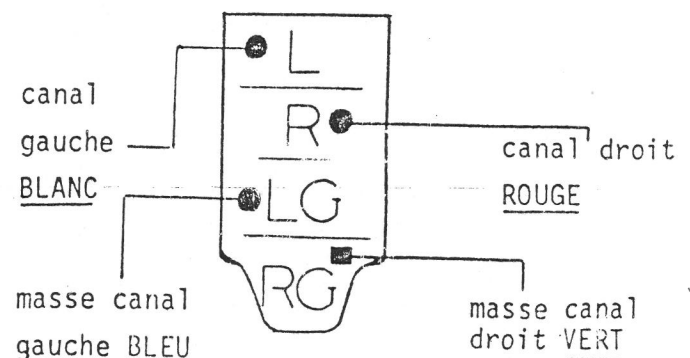 L
R
LG
RG
canal
gauche
BLANC
canal droit
ROUGE
masse canal
gauche BLEU
masse canal
droit VERT